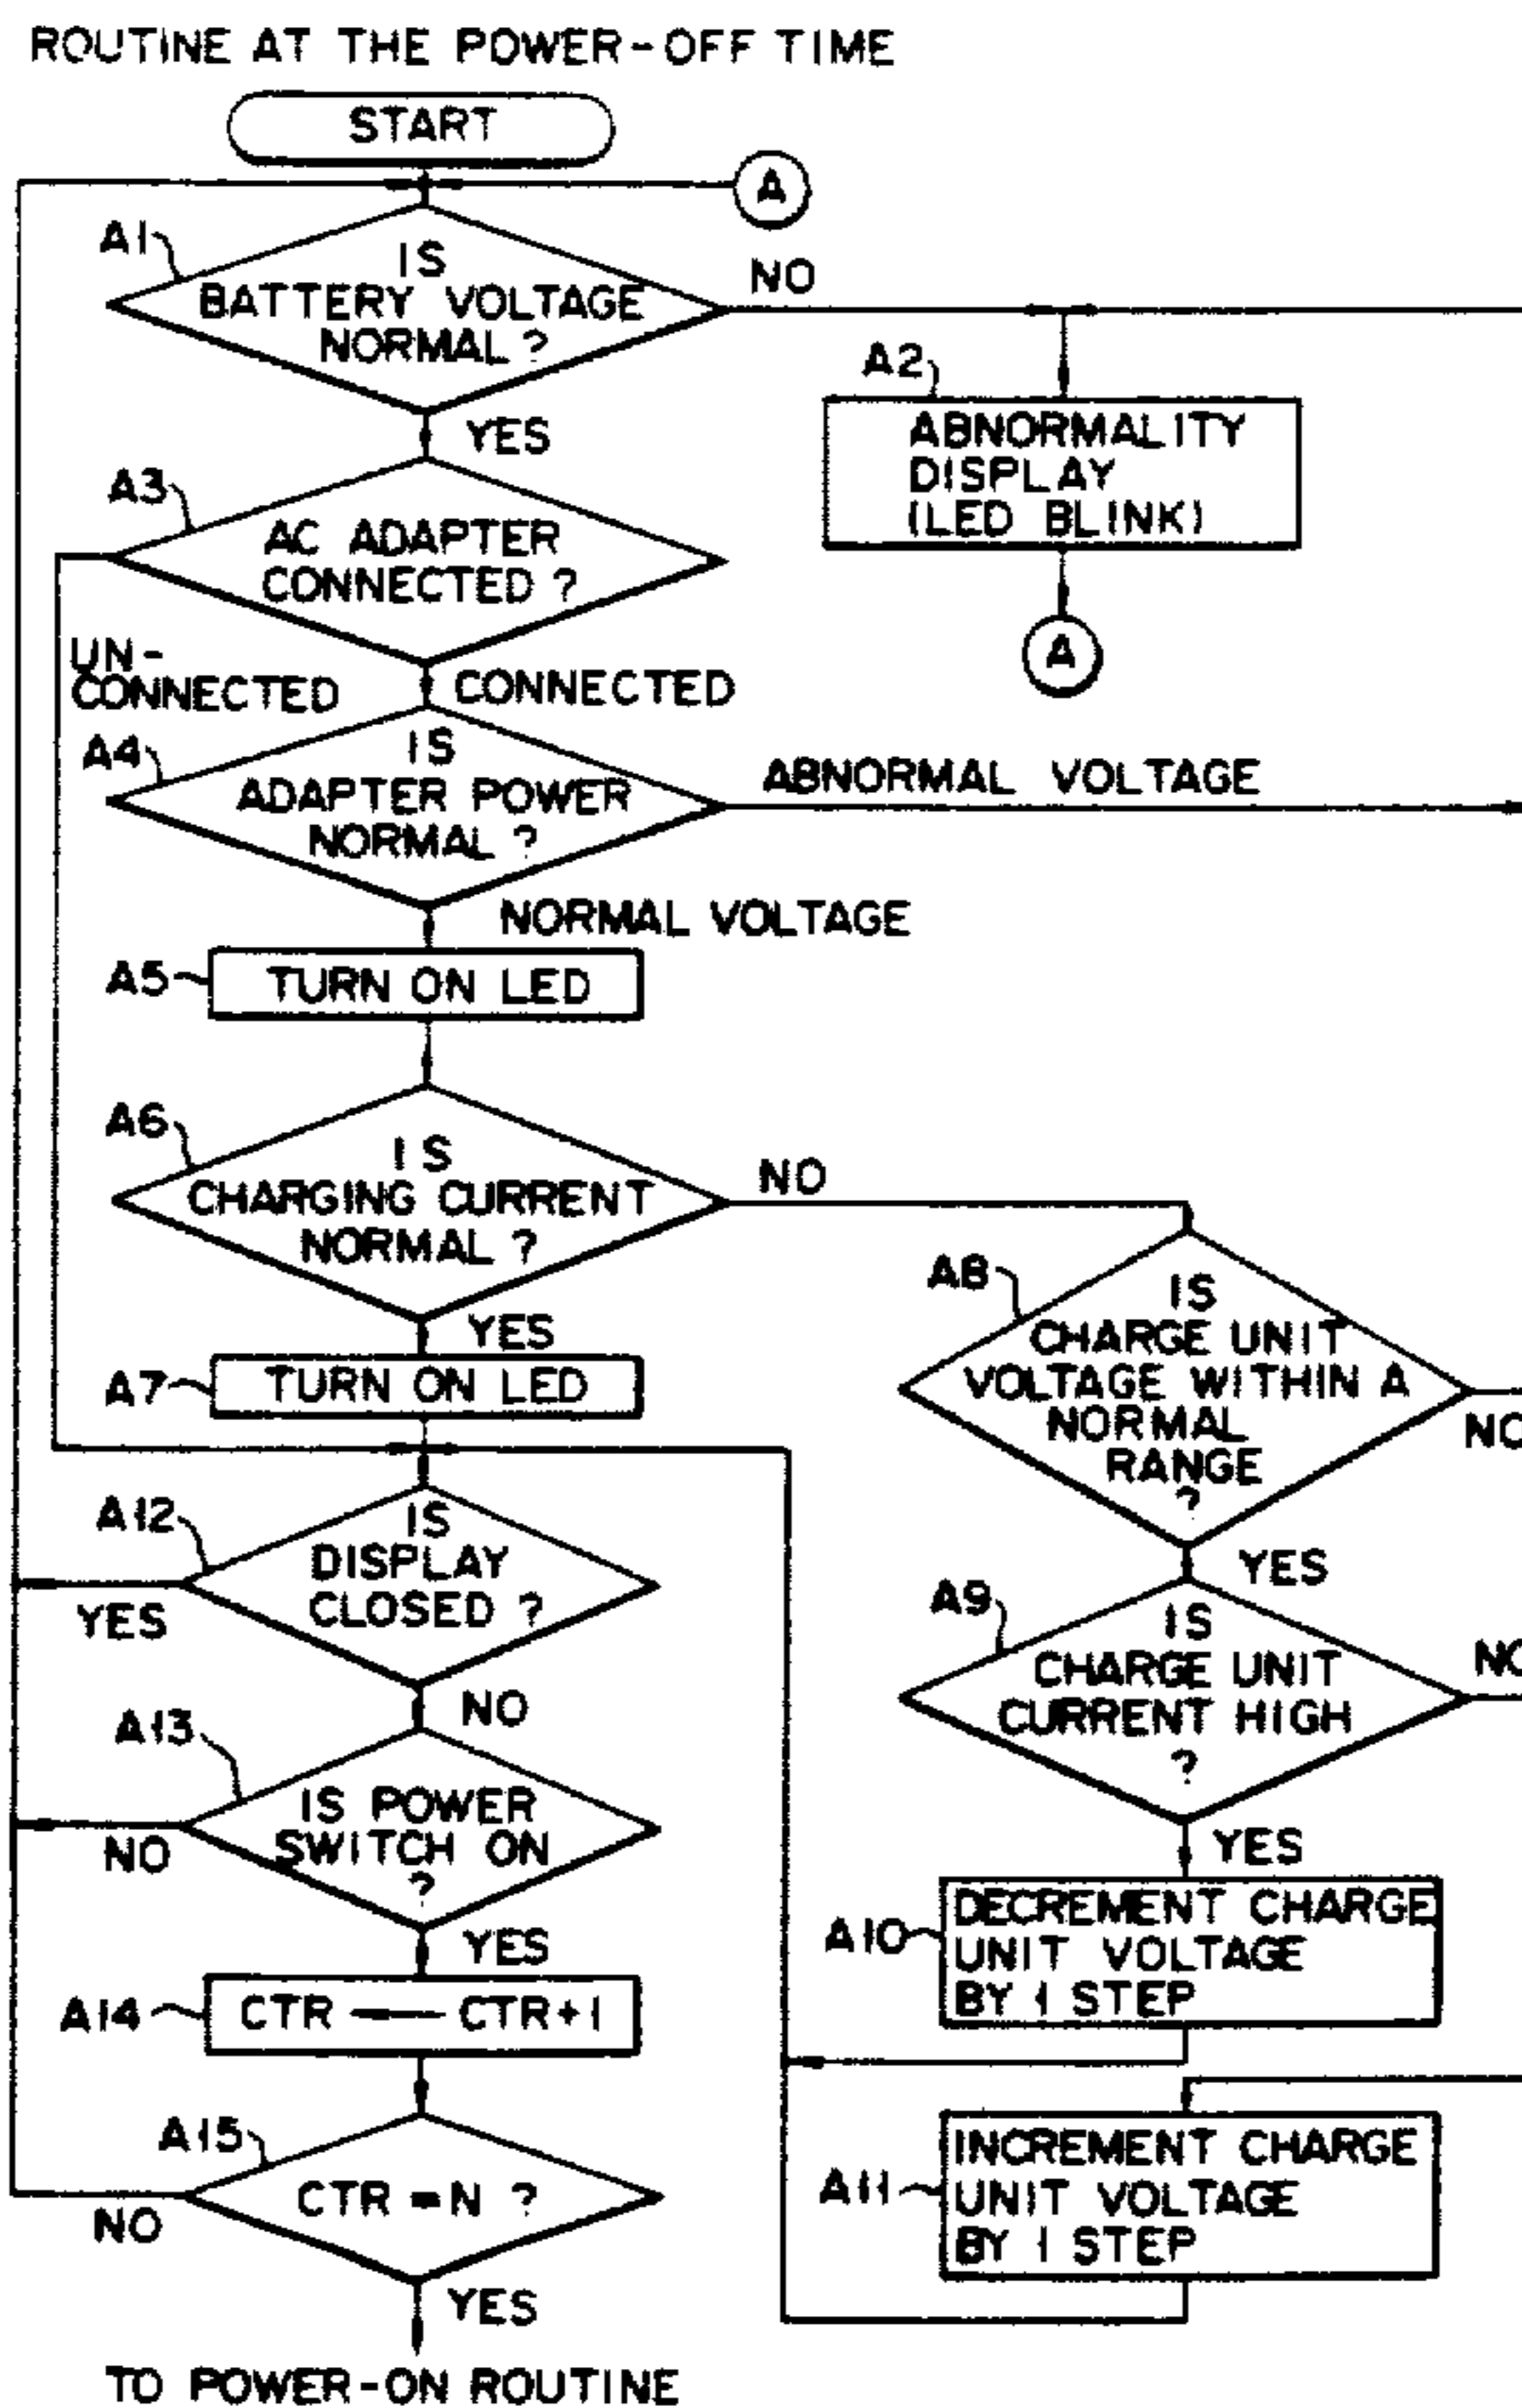 ROUTINE AT THE POWER-OFF TIME
START
A
A1
IS
BATTERY VOLTAGE
NORMAL ?
NO
YES
A2
ABNORMALITY
DISPLAY
(LED BLINK)
A
A3
AC ADAPTER
CONNECTED ?
UN-
CONNECTED
CONNECTED
A4
IS
ADAPTER POWER
NORMAL ?
ABNORMAL VOLTAGE
NORMAL VOLTAGE
A5
TURN ON LED
A6
IS
CHARGING CURRENT
NORMAL ?
NO
YES
A7
TURN ON LED
A8
IS
CHARGE UNIT
VOLTAGE WITHIN A
NORMAL
RANGE
?
NO
YES
A9
IS
CHARGE UNIT
CURRENT HIGH
?
NO
YES
A10
DECREMENT CHARGE
UNIT VOLTAGE
BY 1 STEP
A11
INCREMENT CHARGE
UNIT VOLTAGE
BY 1 STEP
A12
IS
DISPLAY
CLOSED ?
YES
NO
A13
IS POWER
SWITCH ON
?
NO
YES
A14
CTR ← CTR+1
A15
CTR = N ?
NO
YES
TO POWER-ON ROUTINE